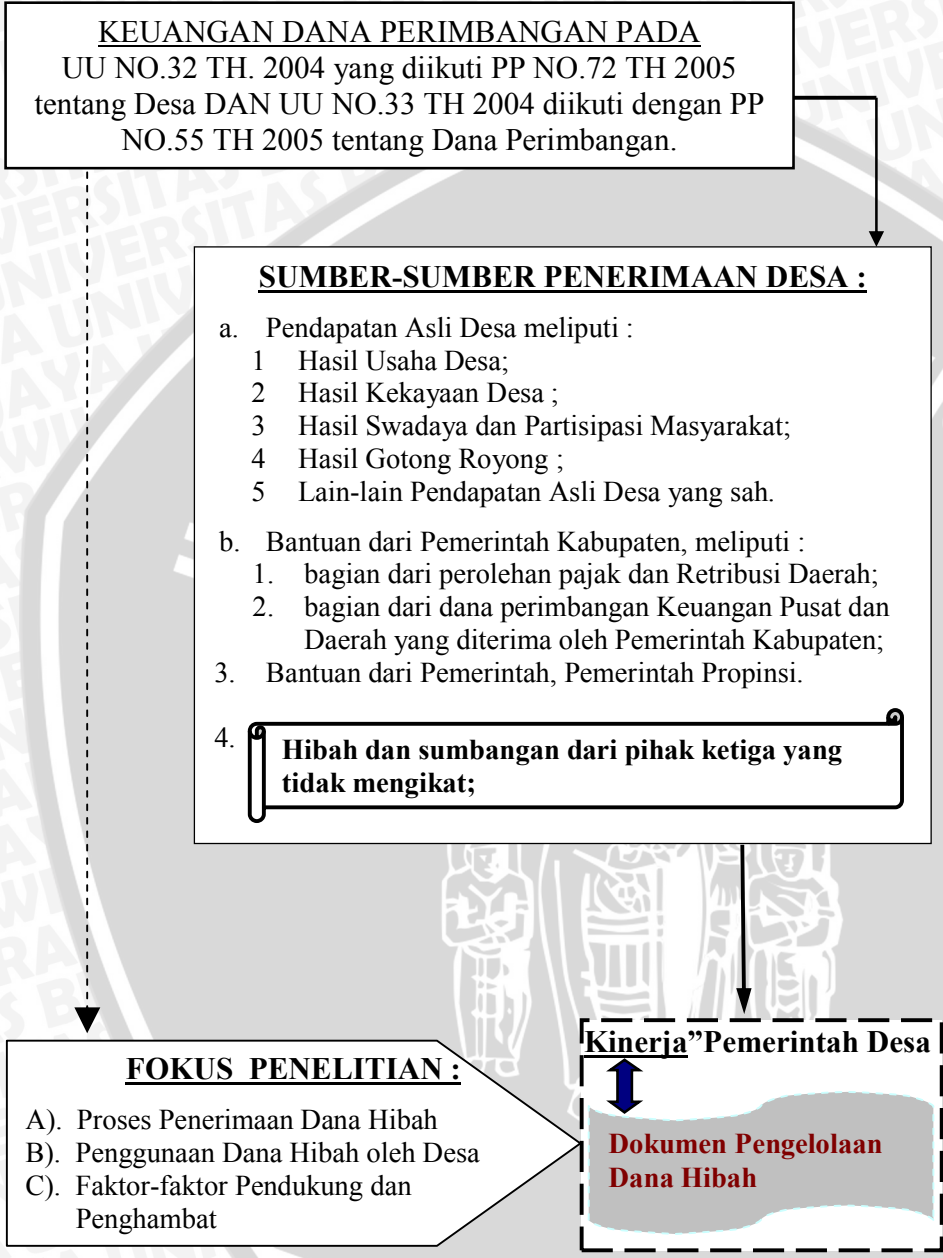 KEUANGAN DANA PERIMBANGAN PADA
UU NO.32 TH. 2004 yang diikuti PP NO.72 TH 2005
tentang Desa DAN UU NO.33 TH 2004 diikuti dengan PP
NO.55 TH 2005 tentang Dana Perimbangan.
SUMBER-SUMBER PENERIMAAN DESA :
a. Pendapatan Asli Desa meliputi :
1 Hasil Usaha Desa;
2 Hasil Kekayaan Desa ;
3 Hasil Swadaya dan Partisipasi Masyarakat;
4 Hasil Gotong Royong ;
5 Lain-lain Pendapatan Asli Desa yang sah.
b. Bantuan dari Pemerintah Kabupaten, meliputi :
1. bagian dari perolehan pajak dan Retribusi Daerah;
2. bagian dari dana perimbangan Keuangan Pusat dan
Daerah yang diterima oleh Pemerintah Kabupaten;
3. Bantuan dari Pemerintah, Pemerintah Propinsi.
4. Hibah dan sumbangan dari pihak ketiga yang
tidak mengikat;
FOKUS PENELITIAN :
A). Proses Penerimaan Dana Hibah
B). Penggunaan Dana Hibah oleh Desa
C). Faktor-faktor Pendukung dan
Penghambat
Kinerja”Pemerintah Desa
Dokumen Pengelolaan
Dana Hibah